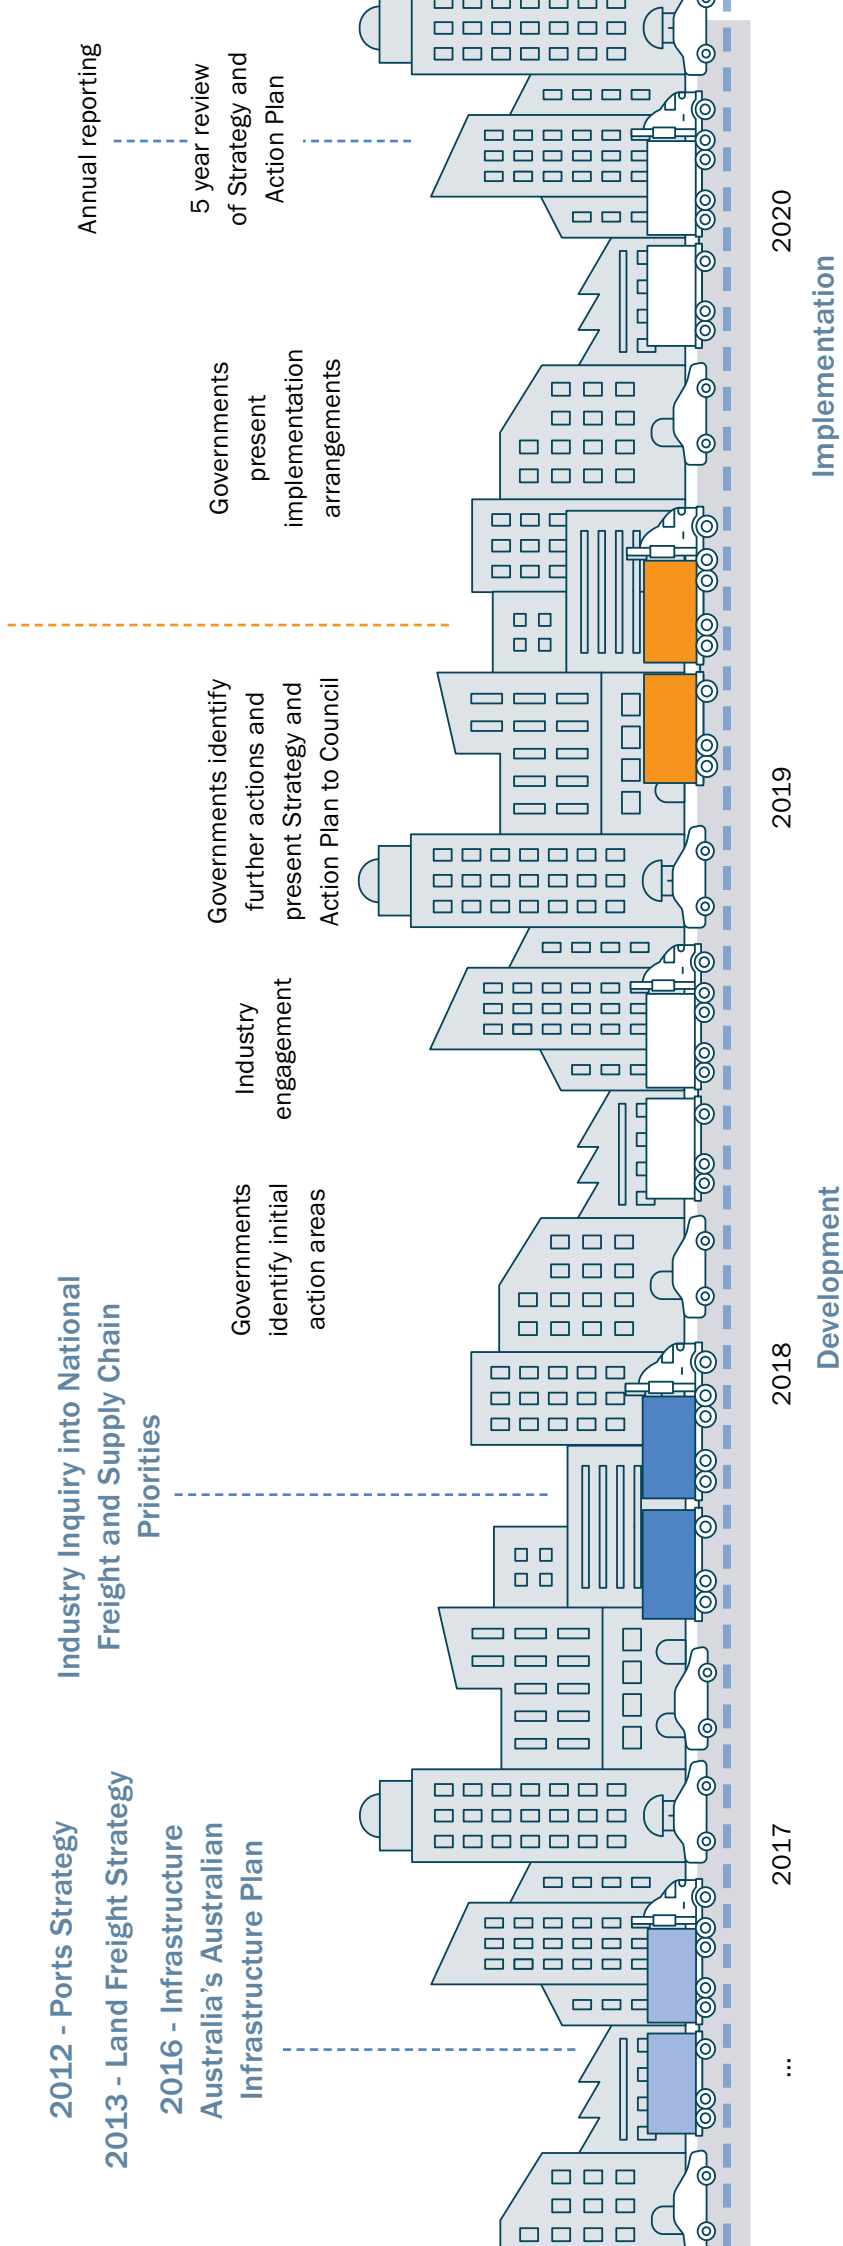 2012 - Ports Strategy
2013 - Land Freight Strategy
2016 - Infrastructure
Australia's Australian
Infrastructure Plan
Industry Inquiry into National
Freight and Supply Chain
Priorities
Governments
identify initial
action areas
Industry
engagement
Governments identify
further actions and
present Strategy and
Action Plan to Council
Governments
present
implementation
arrangements
Annual reporting
5 year review
of Strategy and
Action Plan
...
2017
2018
2019
2020
Development
Implementation